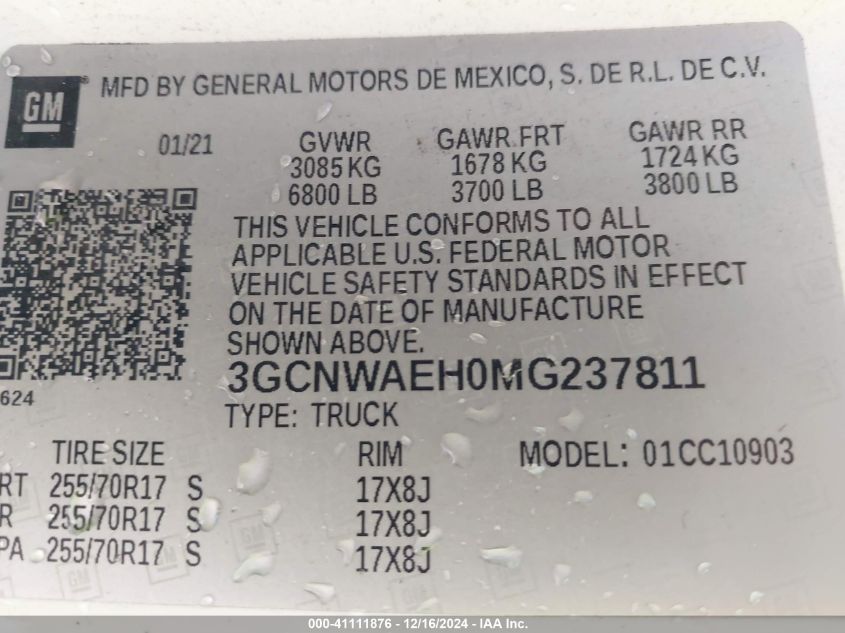 GM ® MFD BY GENERAL MOTORS DE MEXICO, S. DE R.L. DE C.V.
01/21 GVWR GAWR FRT GAWR RR
3085 KG 1678 KG 1724 KG
6800 LB 3700 LB 3800 LB
THIS VEHICLE CONFORMS TO ALL
APPLICABLE U.S. FEDERAL MOTOR
VEHICLE SAFETY STANDARDS IN EFFECT
ON THE DATE OF MANUFACTURE
SHOWN ABOVE.
3GCNWAEH0MG237811
624
TYPE: TRUCK
TIRE SIZE RIM MODEL: 01CC10903
RT 255/70R17 S 17X8J
R 255/70R17 S 17X8J
PA 255/70R17 S 17X8J
000-41111876 - 12/16/2024 - IAA Inc.